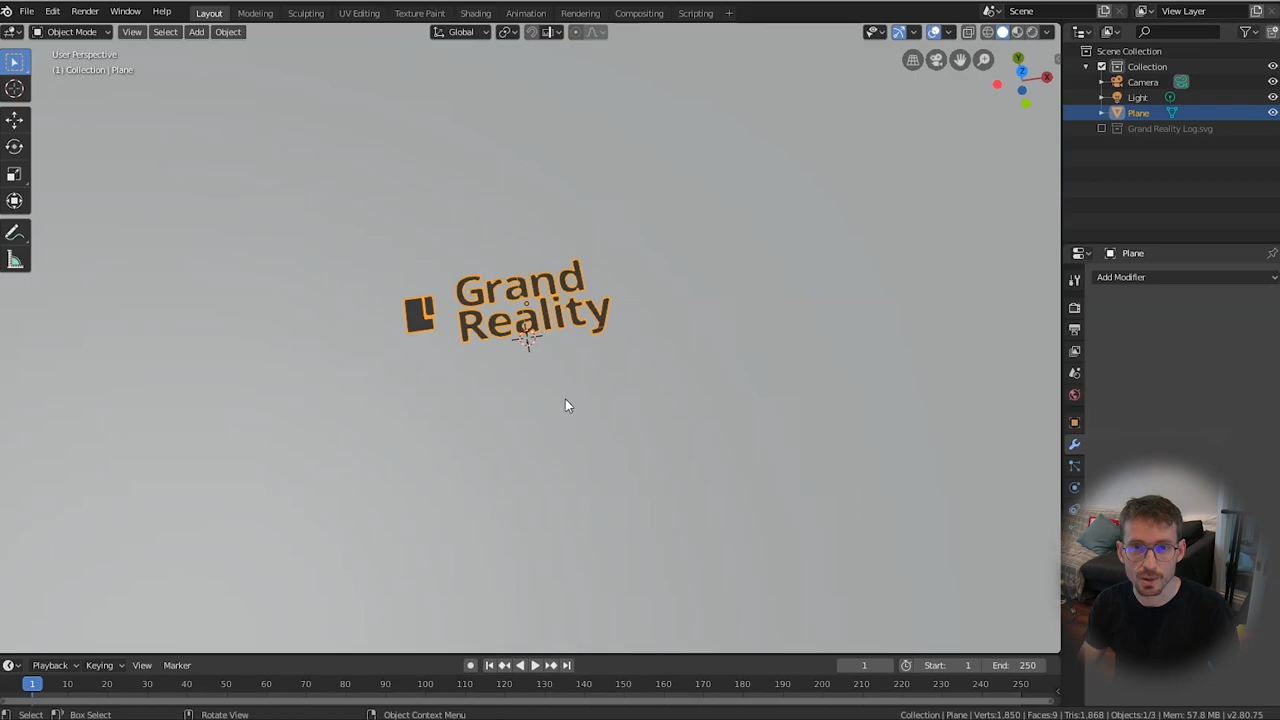 File Edit Render Window Help
Layout Modeling Sculpting UV Editing Texture Paint Shading Animation Rendering Compositing Scripting +
Scene View Layer
Object Mode View Select Add Object Global
User Perspective
(1) Collection | Plane
Y
Z
X
Scene Collection
Collection
Camera
Light
Plane
Grand Reality Log.svg
Plane
Add Modifier
Grand
Reality
Playback Keying View Marker 1 Start: 1 End: 250
1 10 20 30 40 50 60 70 80 90 100 110 120 130 140 150 160 170 180 190 200 210 220 230 240 250
Select Box Select Rotate View Object Context Menu Collection | Plane | Verts:1,850 | Faces:9 | Tris:1,868 | Objects:1/3 | Mem: 57.8 MB | v2.80.75